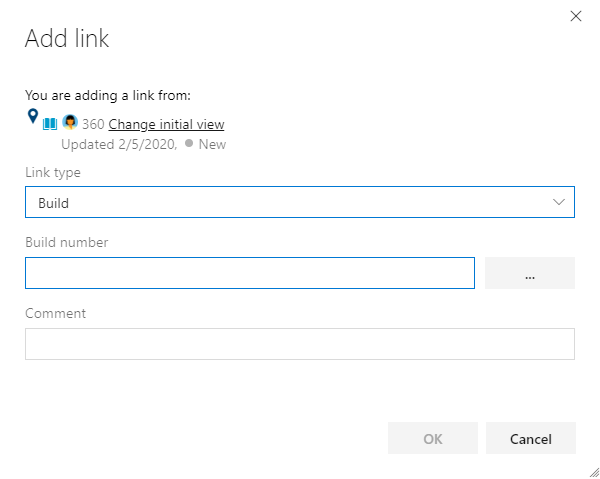 Add link
You are adding a link from:
360 Change initial view
Updated 2/5/2020, New
Link type
Build
Build number
...
Comment
OK Cancel